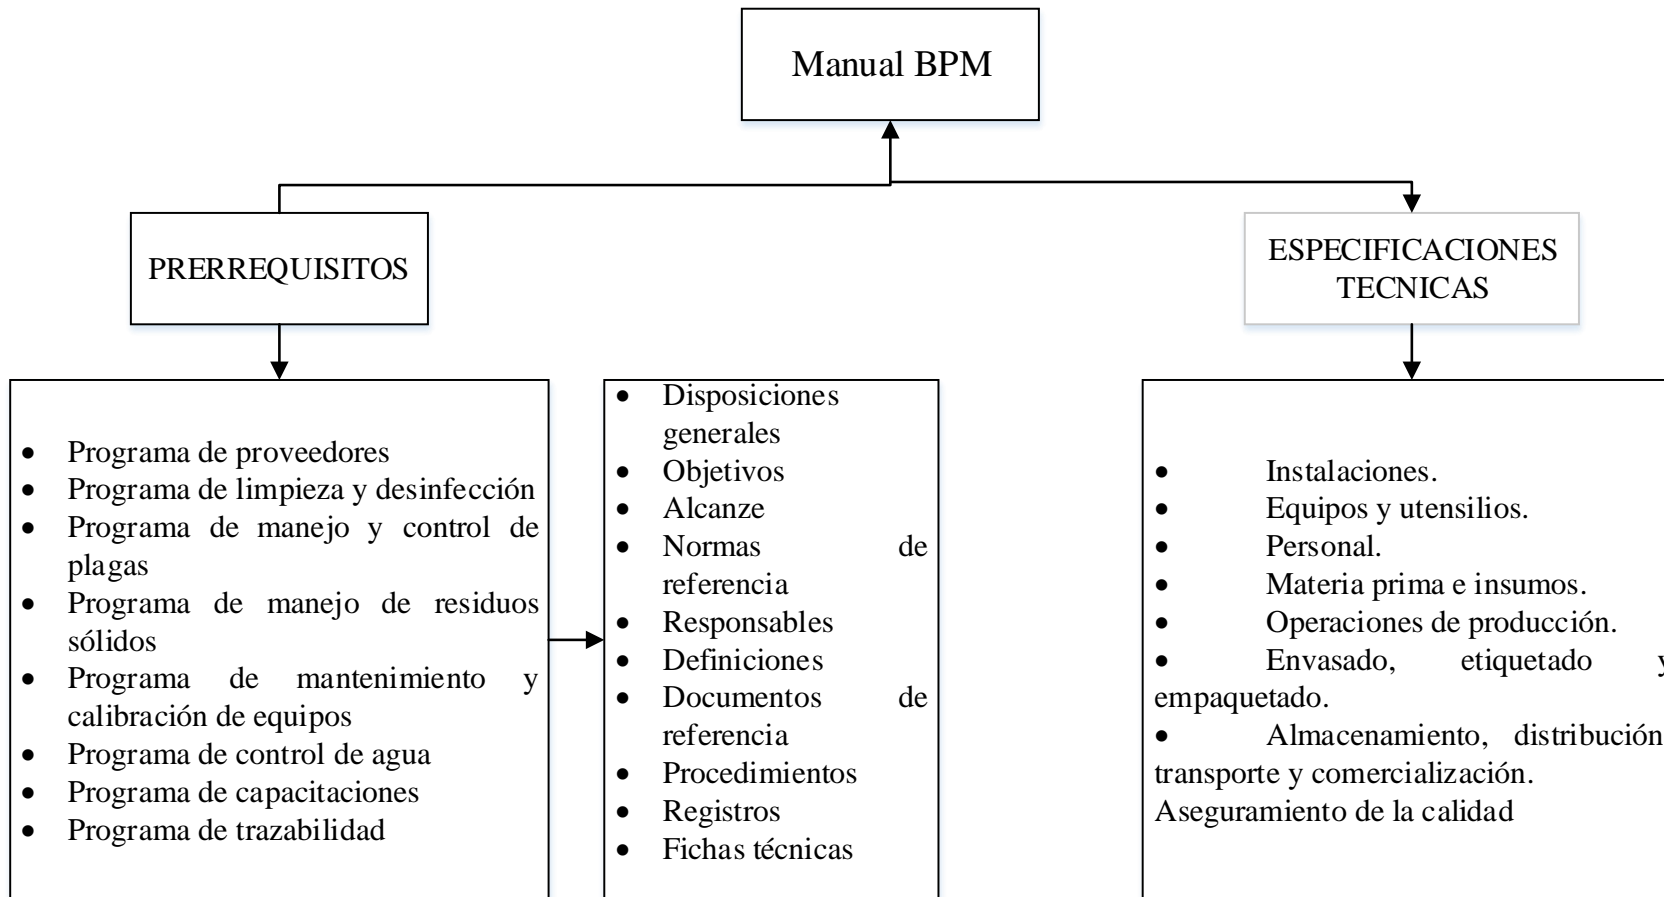 Manual BPM
PRERREQUISITOS
ESPECIFICACIONES
TECNICAS
• Programa de proveedores
• Programa de limpieza y desinfección
• Programa de manejo y control de
plagas
• Programa de manejo de residuos
sólidos
• Programa de mantenimiento y
calibración de equipos
• Programa de control de agua
• Programa de capacitaciones
• Programa de trazabilidad
• Disposiciones
generales
• Objetivos
• Alcanze
• Normas de
referencia
• Responsables
• Definiciones
• Documentos de
referencia
• Procedimientos
• Registros
• Fichas técnicas
• Instalaciones.
• Equipos y utensilios.
• Personal.
• Materia prima e insumos.
• Operaciones de producción.
• Envasado, etiquetado y
empaquetado.
• Almacenamiento, distribución
transporte y comercialización.
Aseguramiento de la calidad